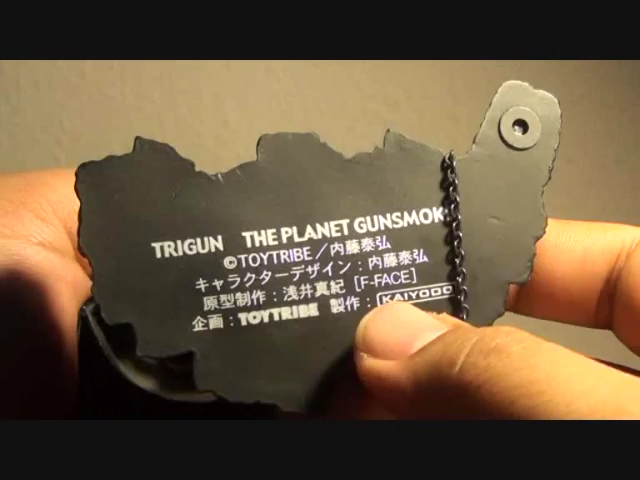 TRIGUN THE PLANET GUNSMOK
©TOYTRIBE／内藤泰弘
キャラクターデザイン：内藤泰弘
原型制作：浅井真紀［F-FACE］
企画：TOYTRIBE 製作：KAIYODO